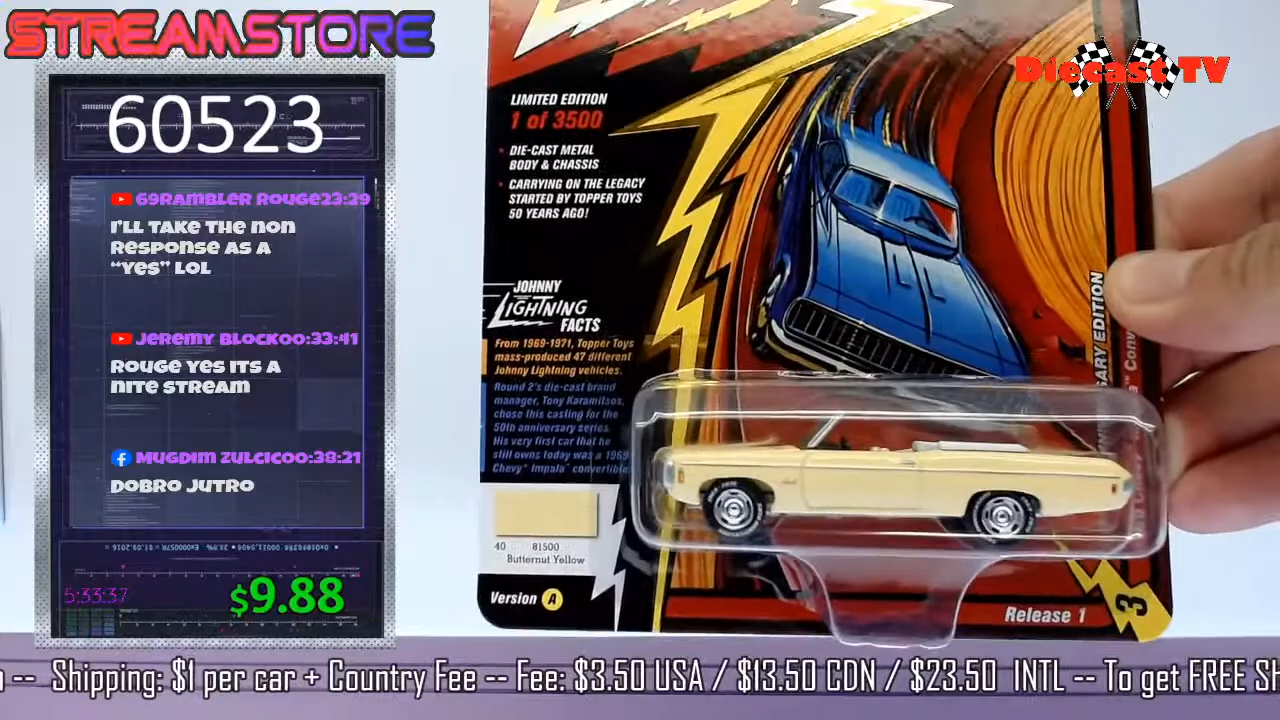 STREAMSTORE
60523
69Rambler Rouge23:29
I'll take the non
response as a
“yes” lol
Jeremy Block00:33:41
Rouge yes its a
nite stream
Mugdim Zulcic00:38:21
dobro jutro
5:33:37
$9.88
Diecast TV
LIMITED EDITION
1 of 3500
• DIE-CAST METAL
BODY & CHASSIS
• CARRYING ON THE LEGACY
STARTED BY TOPPER TOYS
50 YEARS AGO!
JOHNNY
LIGHTNING
FACTS
From 1969-1971, Topper Toys
mass-produced 47 different
Johnny Lightning vehicles.
Round 2's die-cast brand
manager, Tony Karamitsos,
chose this casting for the
50th anniversary series.
His very first car that he
still owns today was a 1969
Chevy® Impala™ convertible
40 81500
Butternut Yellow
Version A
Release 1
3
EDITION
-- Shipping: $1 per car + Country Fee -- Fee: $3.50 USA / $13.50 CDN / $23.50 INTL -- To get FREE